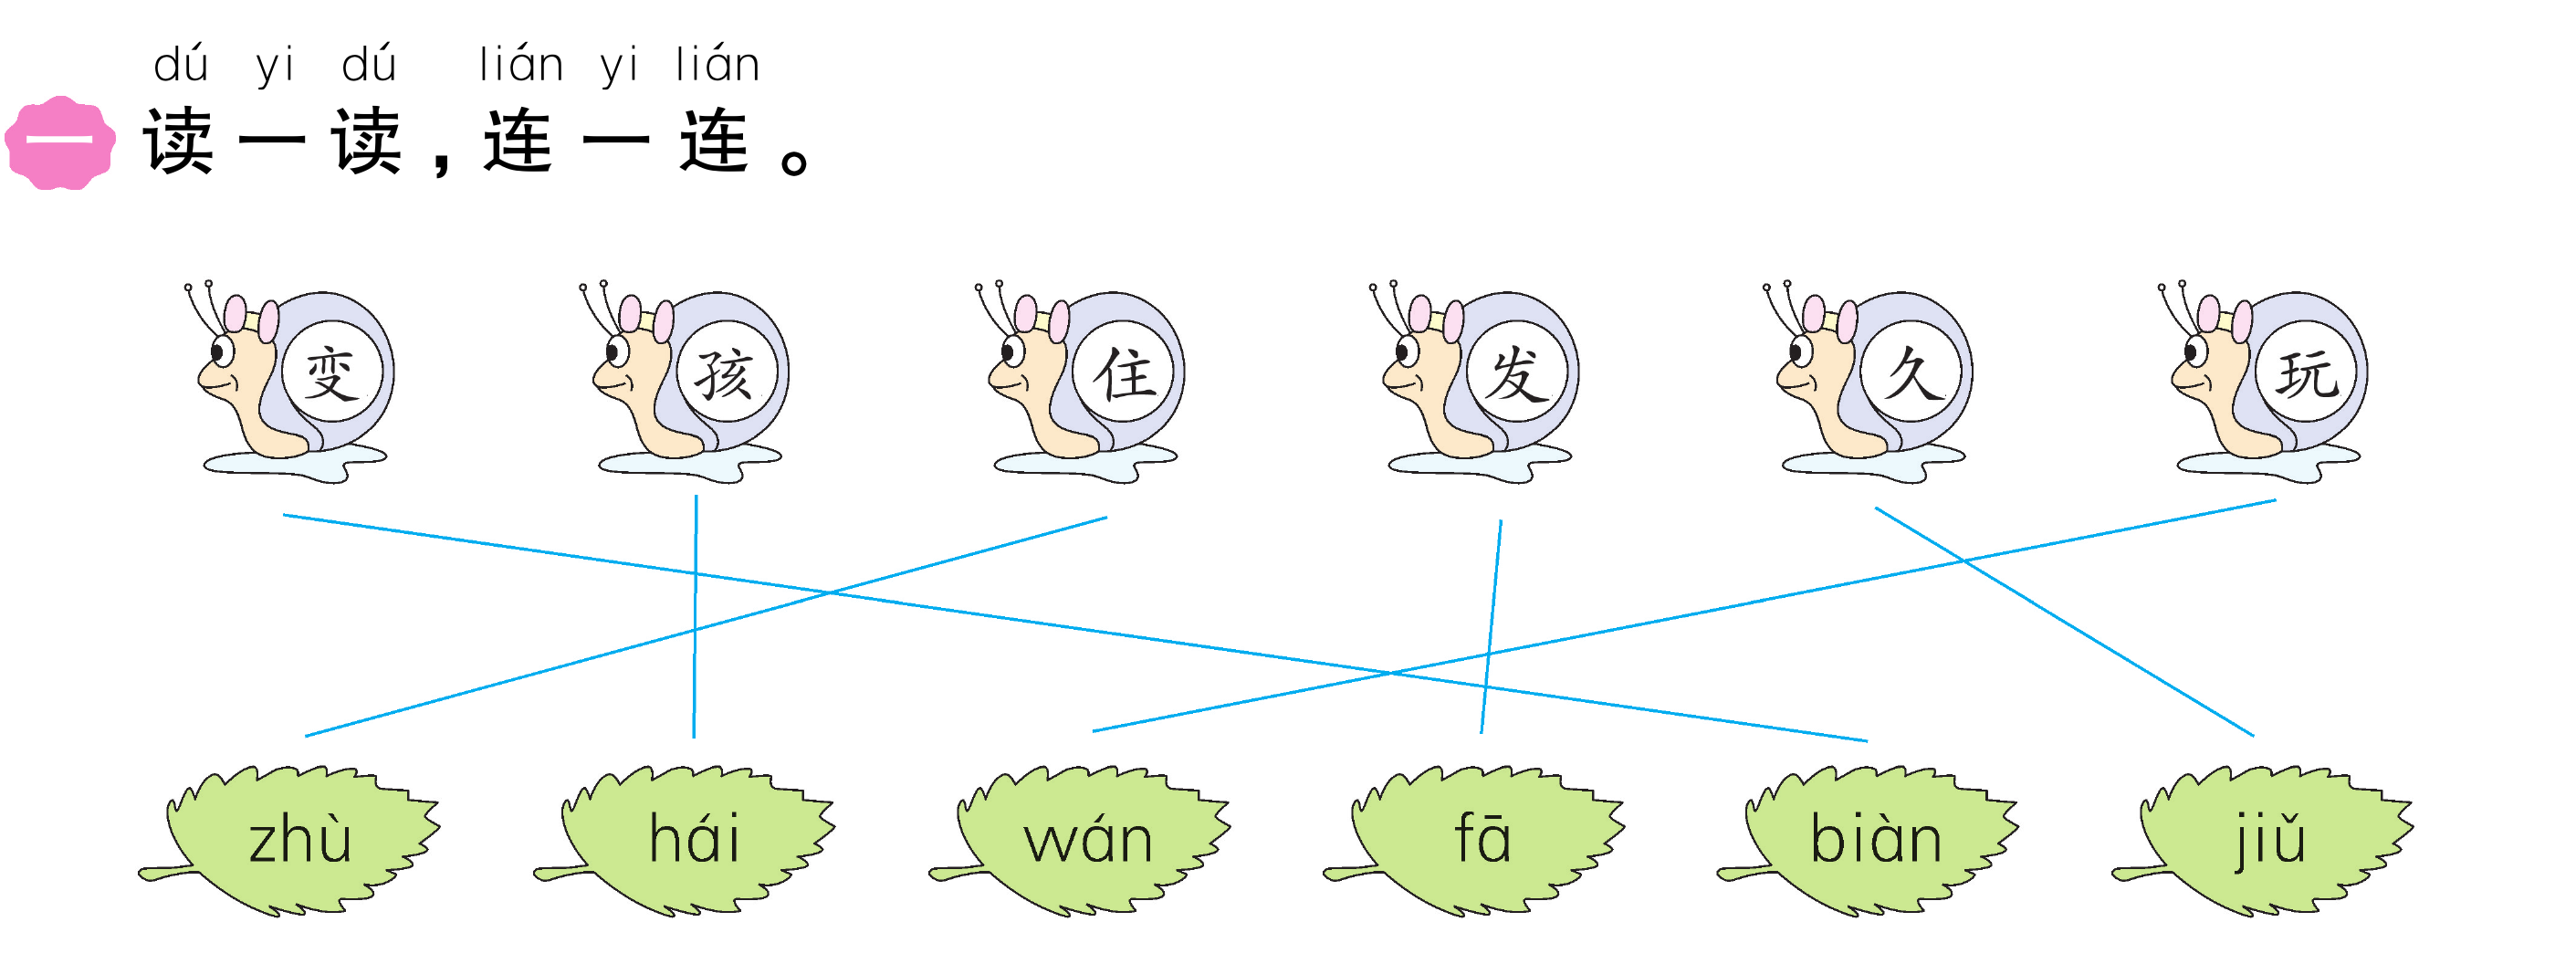 dú yi dú lián yi lián
一 读一读，连一连。
变 孩 住 发 久 玩
zhù hái wán fā biàn jiǔ